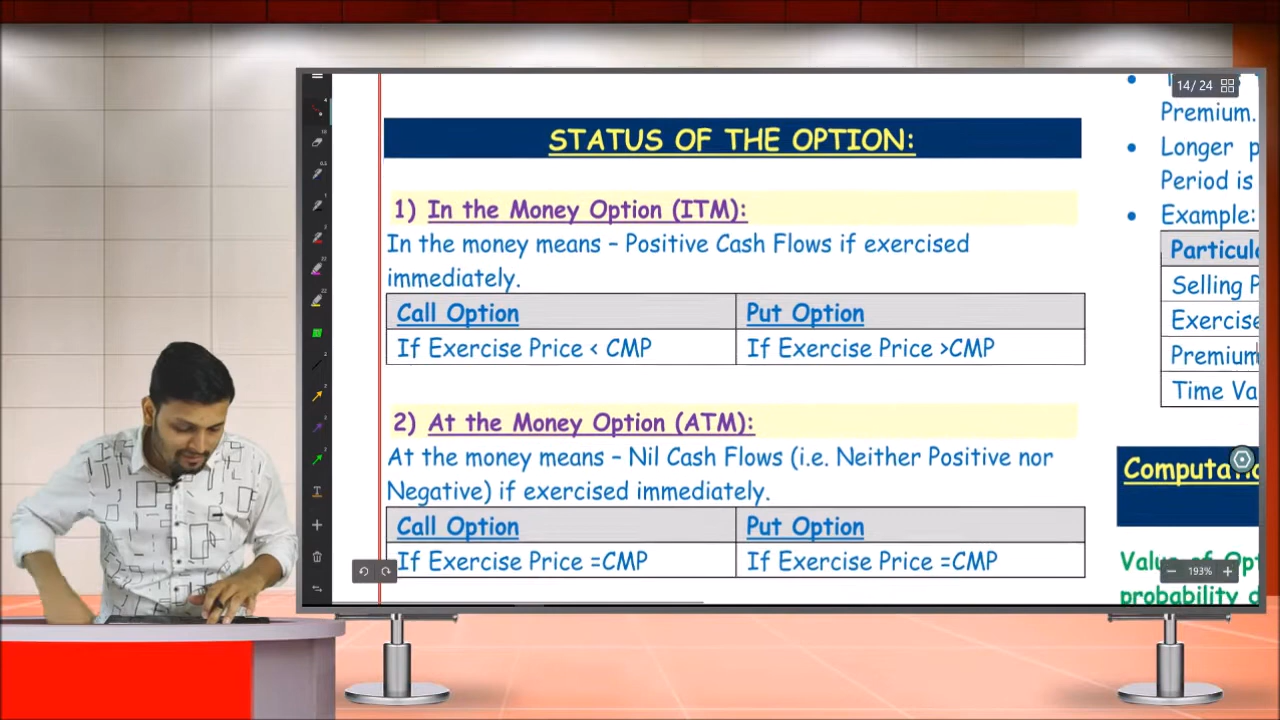 STATUS OF THE OPTION:
1) In the Money Option (ITM):
In the money means – Positive Cash Flows if exercised
immediately.
Call Option
Put Option
If Exercise Price < CMP
If Exercise Price >CMP
2) At the Money Option (ATM):
At the money means – Nil Cash Flows (i.e. Neither Positive nor
Negative) if exercised immediately.
Call Option
Put Option
If Exercise Price =CMP
If Exercise Price =CMP
14/24
Premium.
• Longer
Period is
• Example:
Selling
Exercise
Premium
Time
of
probability
193%